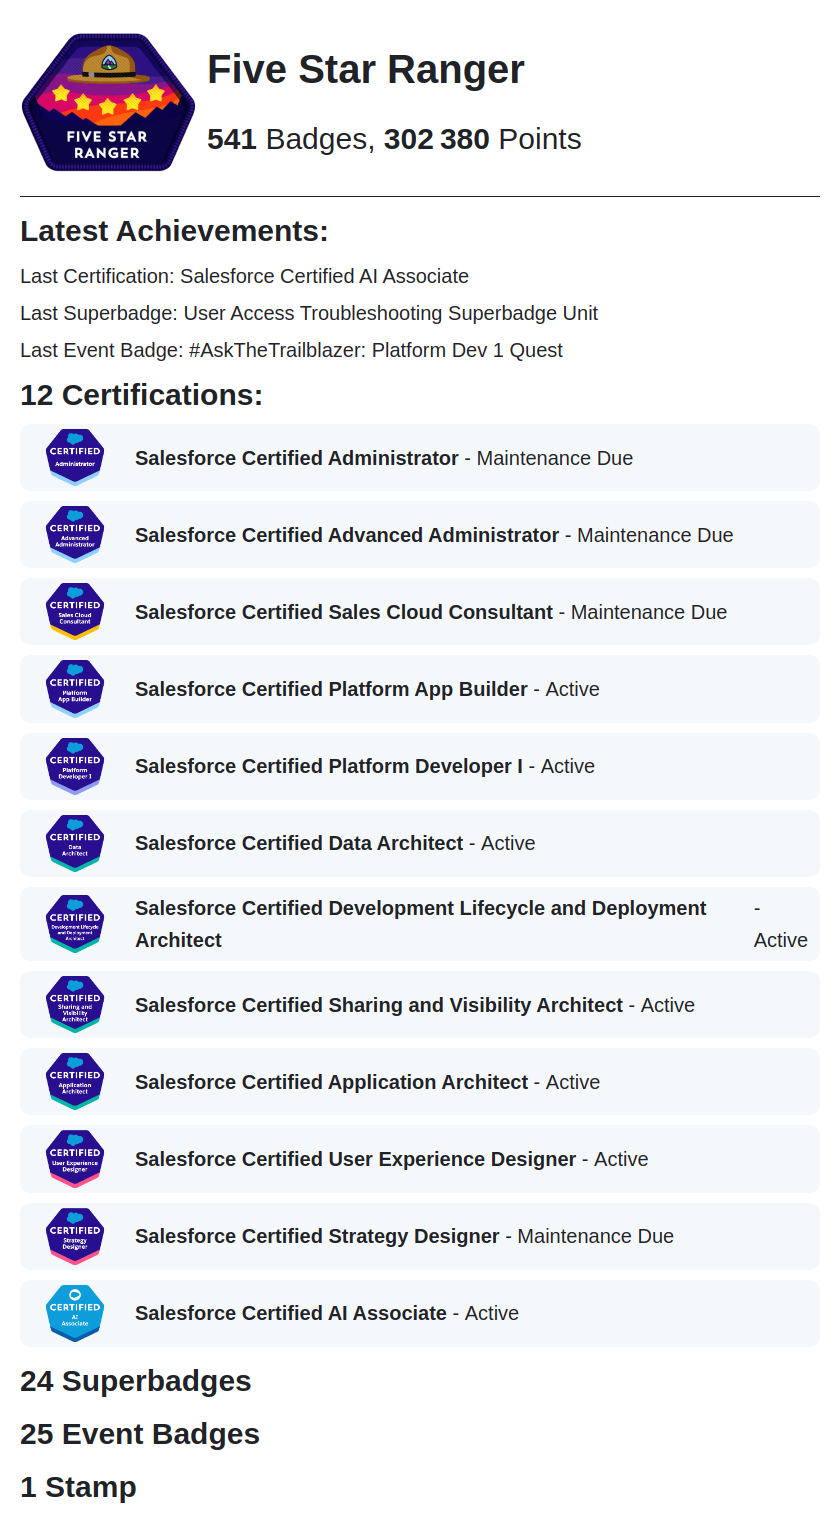 FIVE STAR
RANGER
Five Star Ranger
541 Badges, 302 380 Points
Latest Achievements:
Last Certification: Salesforce Certified AI Associate
Last Superbadge: User Access Troubleshooting Superbadge Unit
Last Event Badge: #AskTheTrailblazer: Platform Dev 1 Quest
12 Certifications:
CERTIFIED
Administrator
Salesforce Certified Administrator - Maintenance Due
CERTIFIED
Advanced
Administrator
Salesforce Certified Advanced Administrator - Maintenance Due
CERTIFIED
Sales Cloud
Consultant
Salesforce Certified Sales Cloud Consultant - Maintenance Due
CERTIFIED
Platform
App Builder
Salesforce Certified Platform App Builder - Active
CERTIFIED
Platform
Developer I
Salesforce Certified Platform Developer I - Active
CERTIFIED
Data
Architect
Salesforce Certified Data Architect - Active
CERTIFIED
Development Lifecycle
and Deployment
Architect
Salesforce Certified Development Lifecycle and Deployment -
Architect Active
CERTIFIED
Sharing and
Visibility
Architect
Salesforce Certified Sharing and Visibility Architect - Active
CERTIFIED
Application
Architect
Salesforce Certified Application Architect - Active
CERTIFIED
User Experience
Designer
Salesforce Certified User Experience Designer - Active
CERTIFIED
Strategy
Designer
Salesforce Certified Strategy Designer - Maintenance Due
CERTIFIED
AI
Associate
Salesforce Certified AI Associate - Active
24 Superbadges
25 Event Badges
1 Stamp